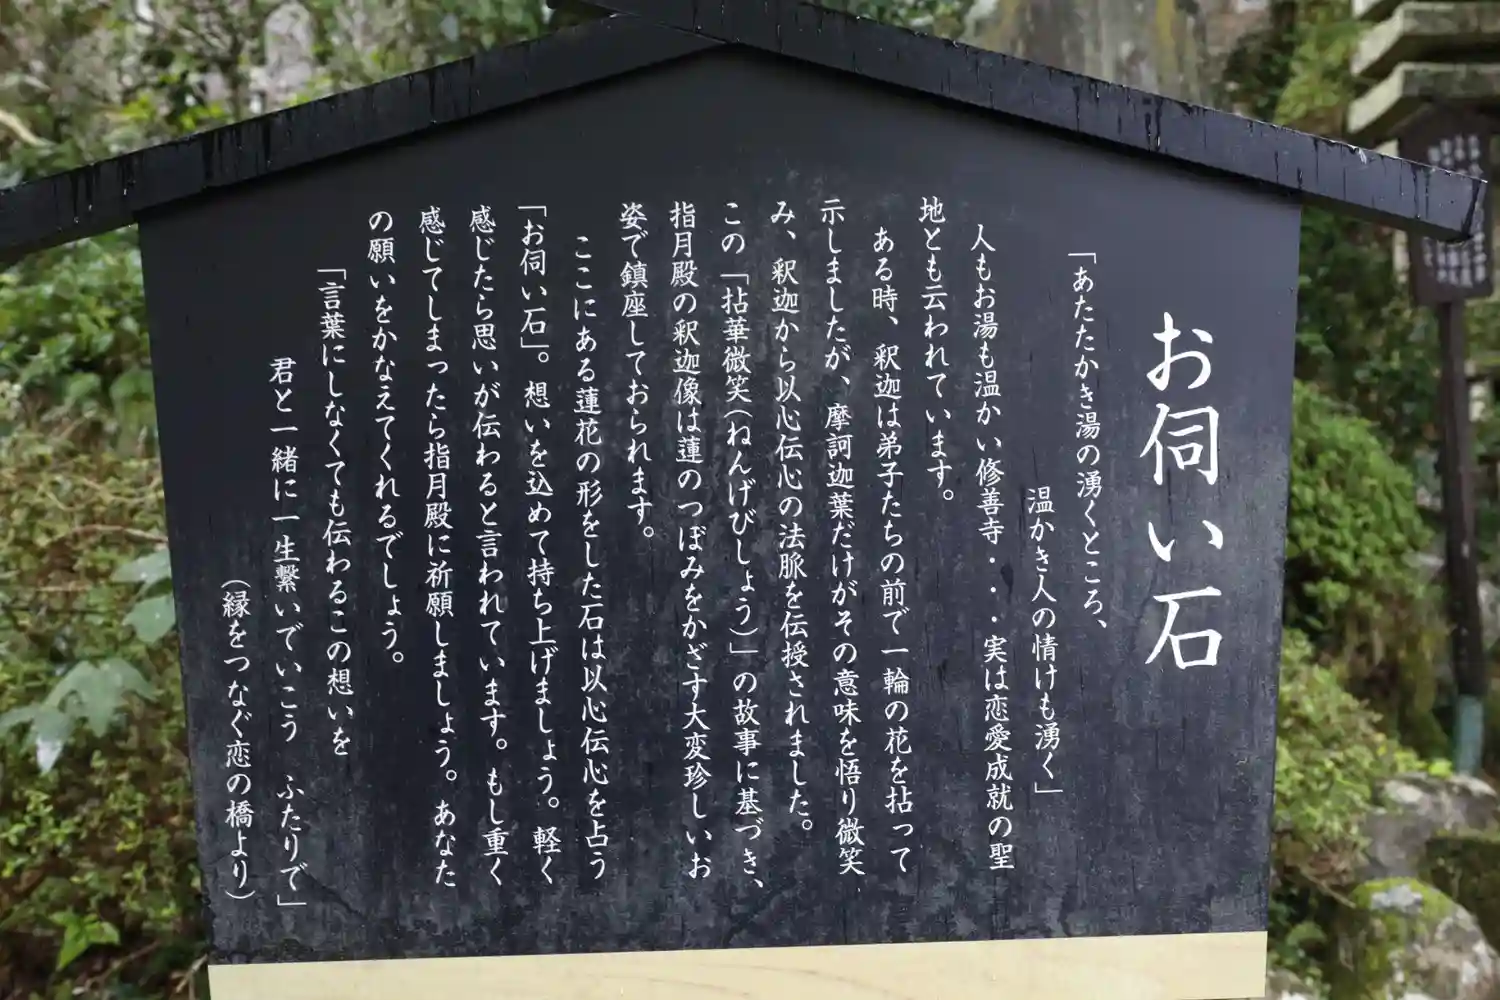 お伺い石
「あたたかき湯の湧くところ、
温かき人の情けも湧く」
人もお湯も温かい修善寺・・・実は恋愛成就の聖
地とも云われています。
ある時、釈迦は弟子たちの前で一輪の花を拈って
示しましたが、摩訶迦葉だけがその意味を悟り微笑
み、釈迦から以心伝心の法脈を伝授されました。
この「拈華微笑(ねんげびしょう)」の故事に基づき、
指月殿の釈迦像は蓮のつぼみをかざす大変珍しいお
姿で鎮座しておられます。
ここにある蓮花の形をした石は以心伝心を占う
「お伺い石」。想いを込めて持ち上げましょう。軽く
感じたら思いが伝わると言われています。もし重く
感じてしまったら指月殿に祈願しましょう。あなた
の願いをかなえてくれるでしょう。
「言葉にしなくても伝わるこの想いを
君と一緒に一生繋いでいこう　ふたりで」
(縁をつなぐ恋の橋より)